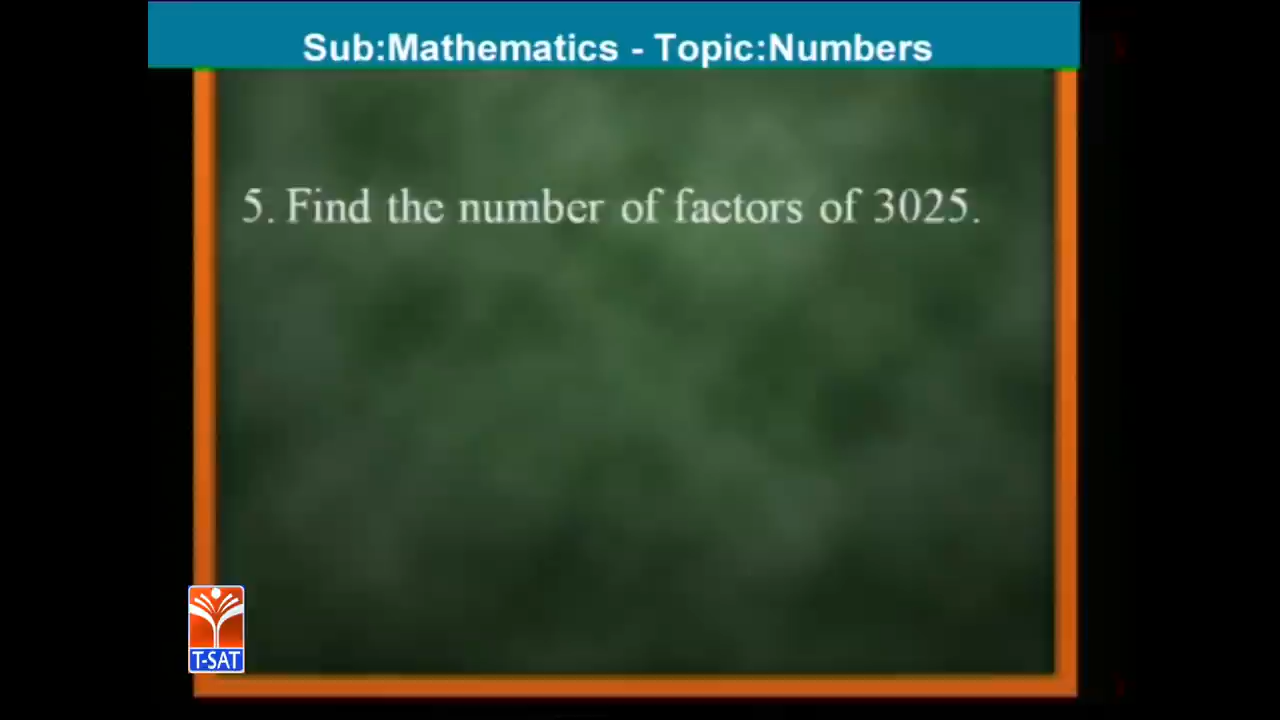 Sub:Mathematics - Topic:Numbers
5. Find the number of factors of 3025.
T-SAT